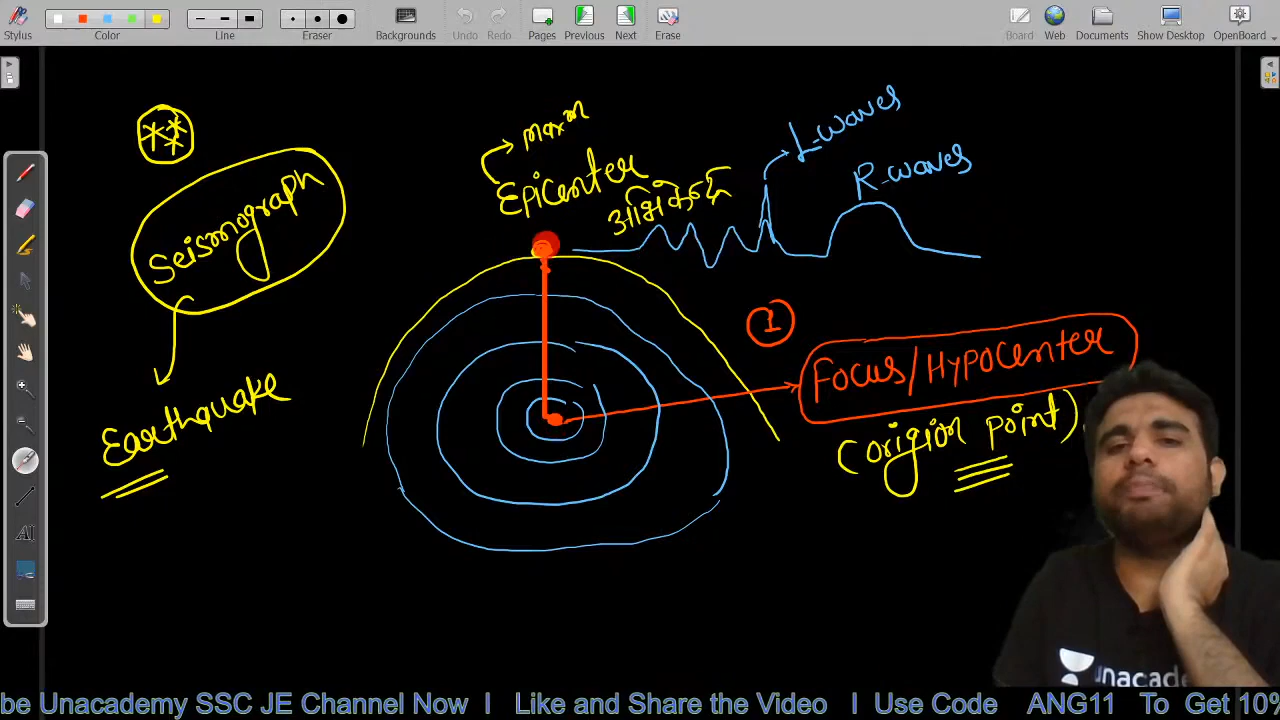 Stylus
Color
Line
Eraser
Backgrounds
Undo
Redo
Pages
Previous
Next
Erase
Board
Web
Documents
Show Desktop
OpenBoard
**
*
Seismograph
Earthquake
maxm
Epicenter
L-waves
R-waves
1
Focus/Hypocenter
(origion point)
unacade
be Unacademy SSC JE Channel Now I Like and Share the Video I Use Code ANG11 To Get 10%